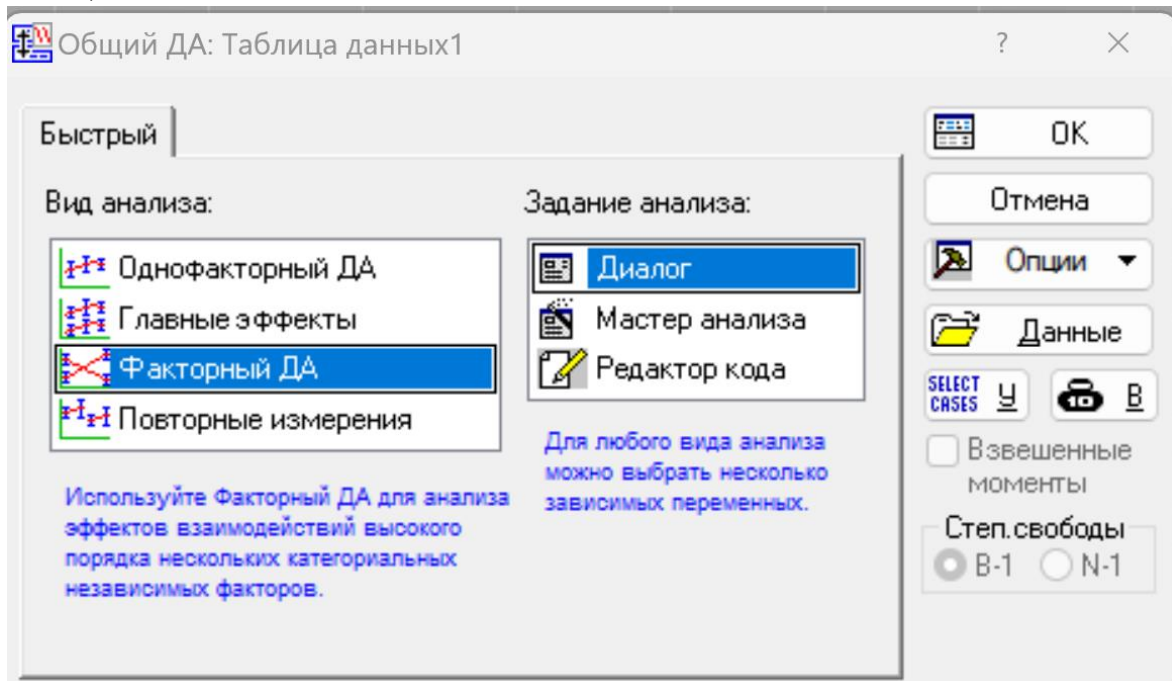 Общий ДА: Таблица данных1
?
×
Быстрый
Вид анализа:
Однофакторный ДА
Главные эффекты
Факторный ДА
Повторные измерения
Используйте Факторный ДА для анализа
эффектов взаимодействий высокого
порядка нескольких категориальных
независимых факторов.
Задание анализа:
Диалог
Мастер анализа
Редактор кода
Для любого вида анализа
можно выбрать несколько
зависимых переменных.
ОК
Отмена
Опции
Данные
SELECT
CASES
У
В
Взвешенные
моменты
Степ.свободы
В-1
N-1